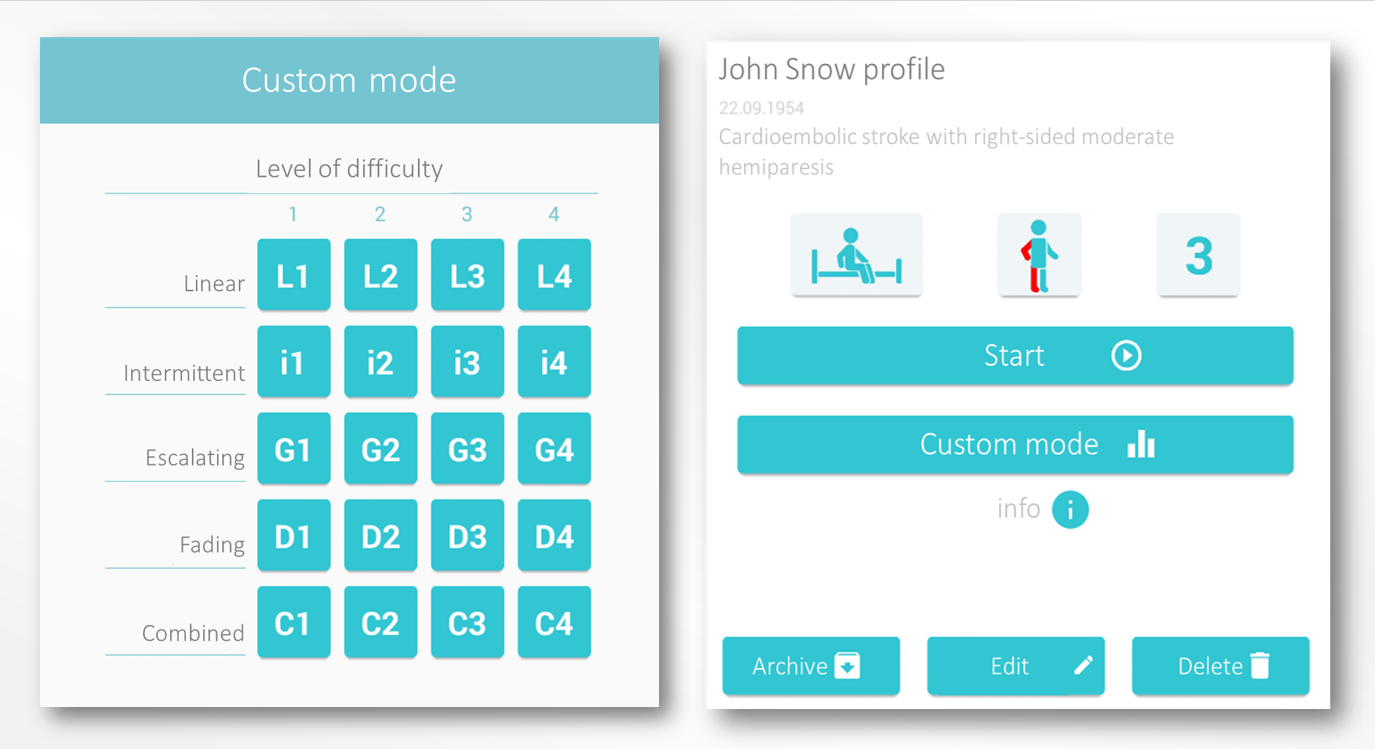 Custom mode
Level of difficulty
1 2 3 4
Linear L1 L2 L3 L4
Intermittent i1 i2 i3 i4
Escalating G1 G2 G3 G4
Fading D1 D2 D3 D4
Combined C1 C2 C3 C4
John Snow profile
22.09.1954
Cardioembolic stroke with right-sided moderate
hemiparesis
3
Start
Custom mode
info i
Archive Edit Delete